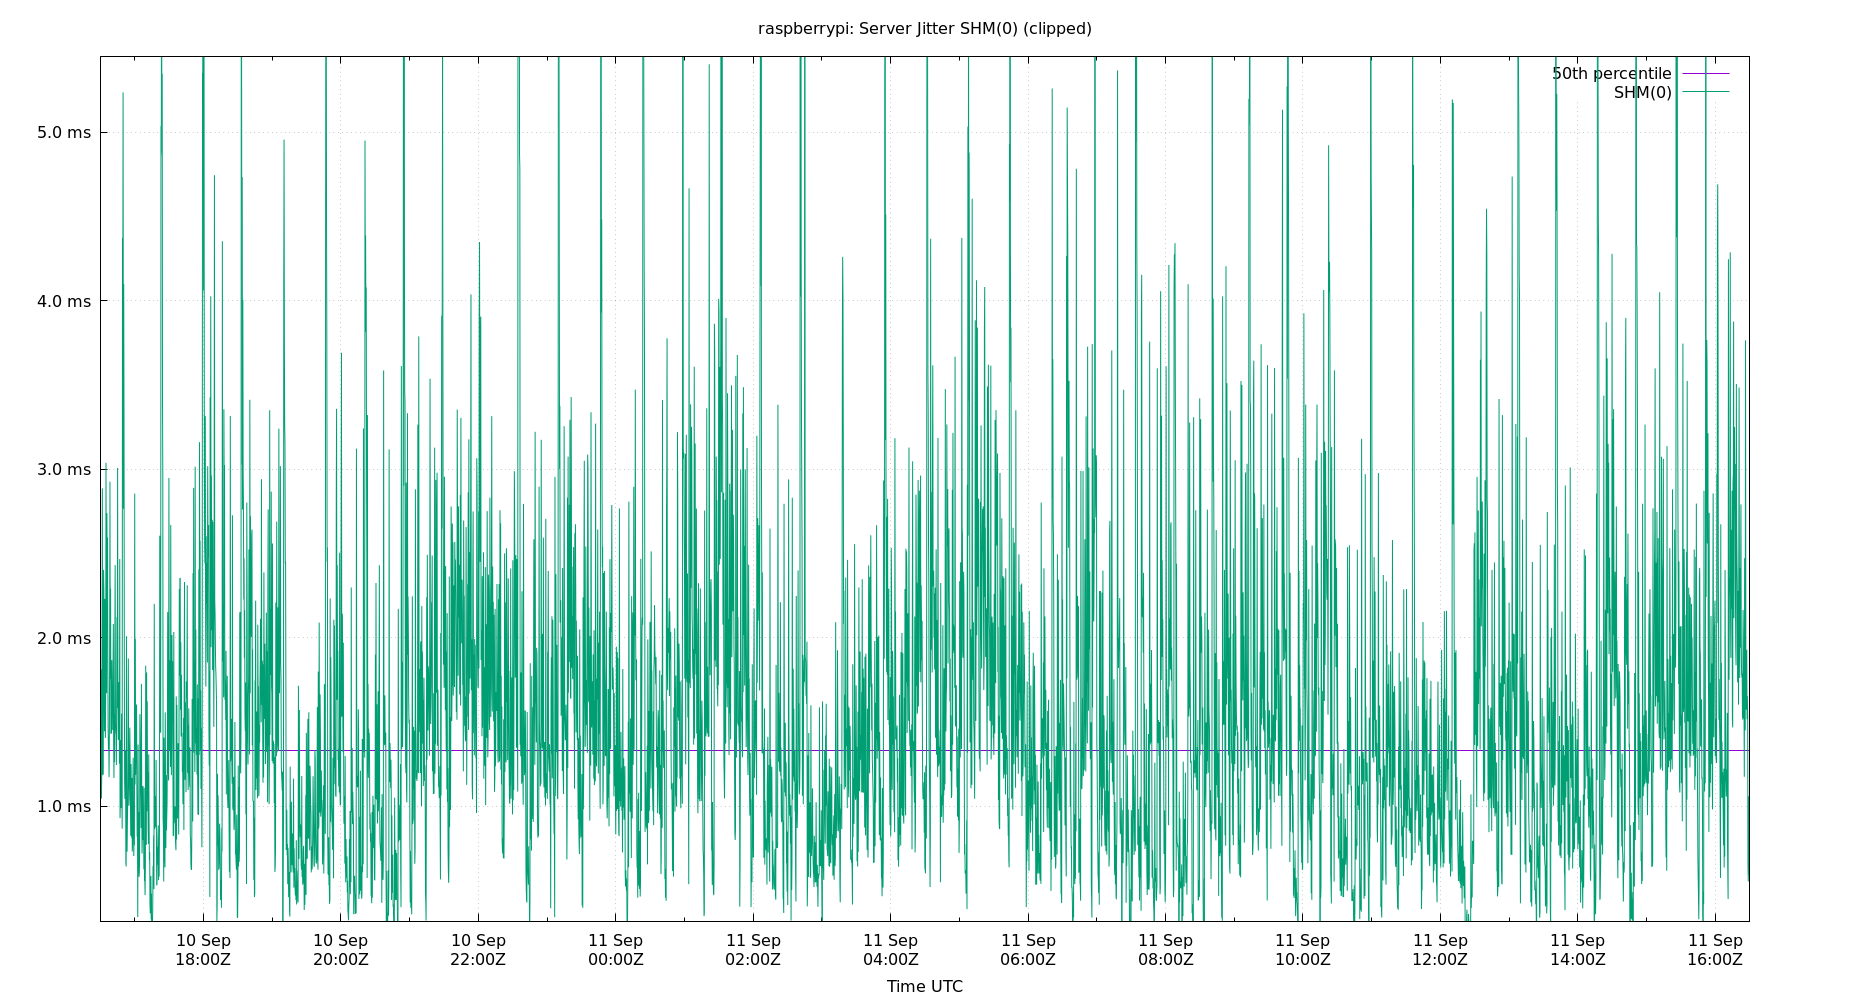 raspberrypi: Server Jitter SHM(0) (clipped)
50th percentile
SHM(0)
5.0 ms
4.0 ms
3.0 ms
2.0 ms
1.0 ms
10 Sep 10 Sep 10 Sep 11 Sep 11 Sep 11 Sep 11 Sep 11 Sep 11 Sep 11 Sep 11 Sep 11 Sep
18:00Z 20:00Z 22:00Z 00:00Z 02:00Z 04:00Z 06:00Z 08:00Z 10:00Z 12:00Z 14:00Z 16:00Z
Time UTC